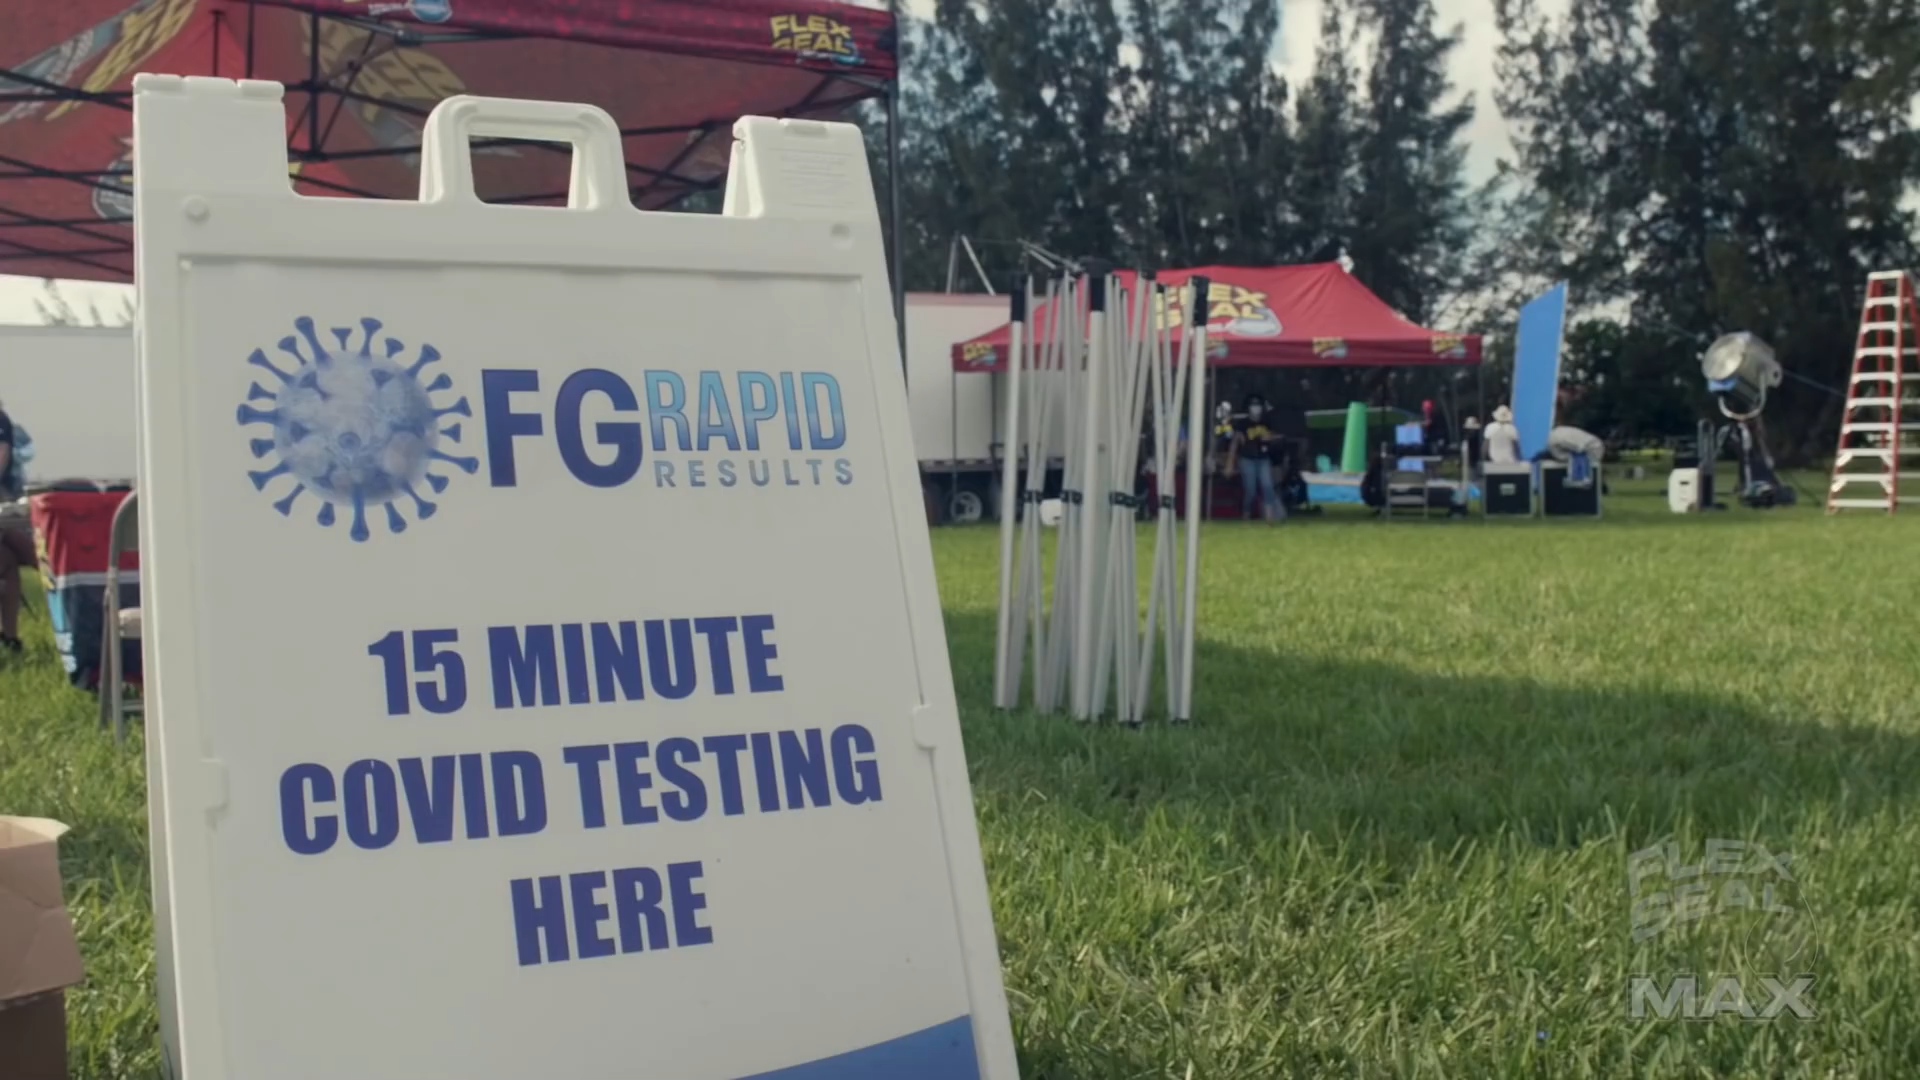 FLEX
SEAL
FG RAPID
RESULTS
15 MINUTE
COVID TESTING
HERE
FLEX
SEAL
FLEX
SEAL
MAX